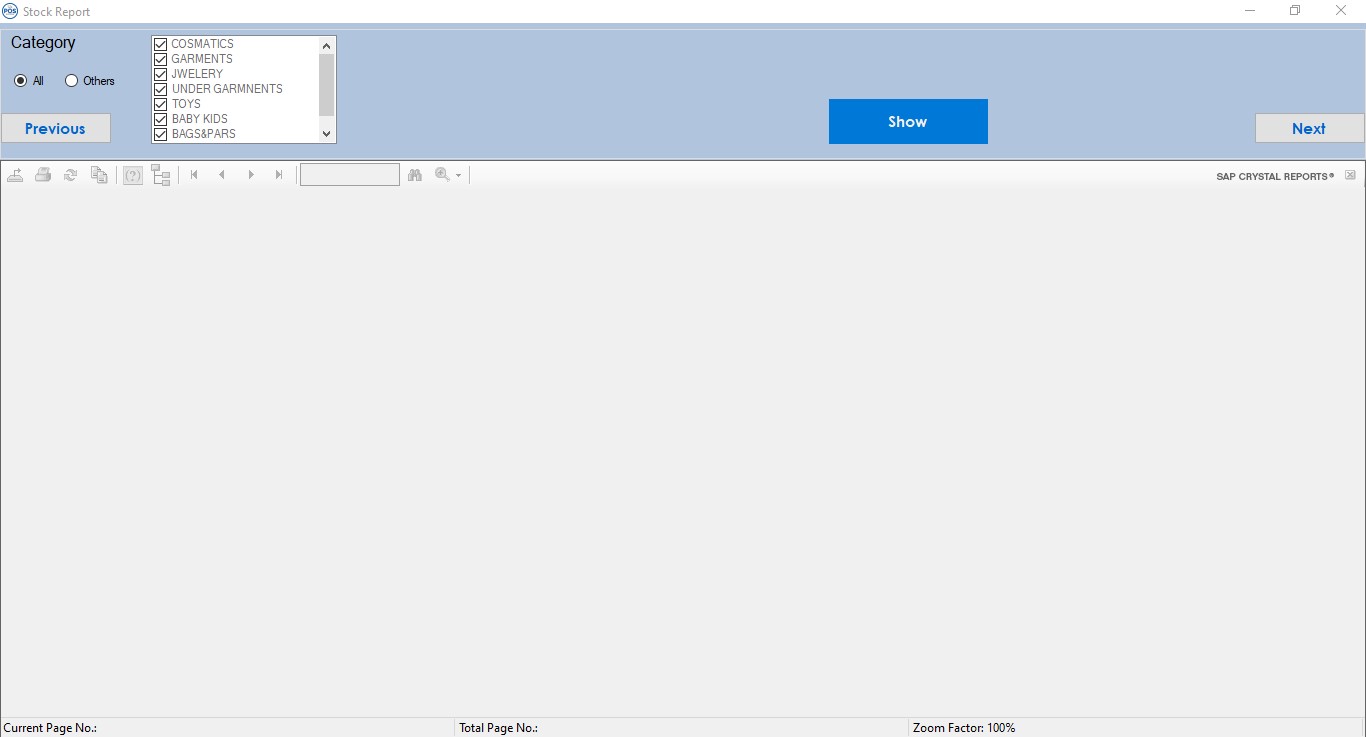 POS Stock Report
Category
All Others
COSMATICS
GARMENTS
JWELERY
UNDER GARMNENTS
TOYS
BABY KIDS
BAGS&PARS
Previous
Show
Next
(?)
SAP CRYSTAL REPORTS®
Current Page No.: Total Page No.: Zoom Factor: 100%